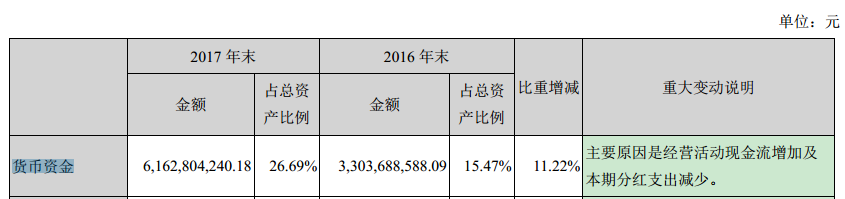 单位：元
2017 年末 2016 年末
金额 占总资产比例 金额 占总资产比例 比重增减 重大变动说明
货币资金 6,162,804,240.18 26.69% 3,303,688,588.09 15.47% 11.22% 主要原因是经营活动现金流增加及
本期分红支出减少。